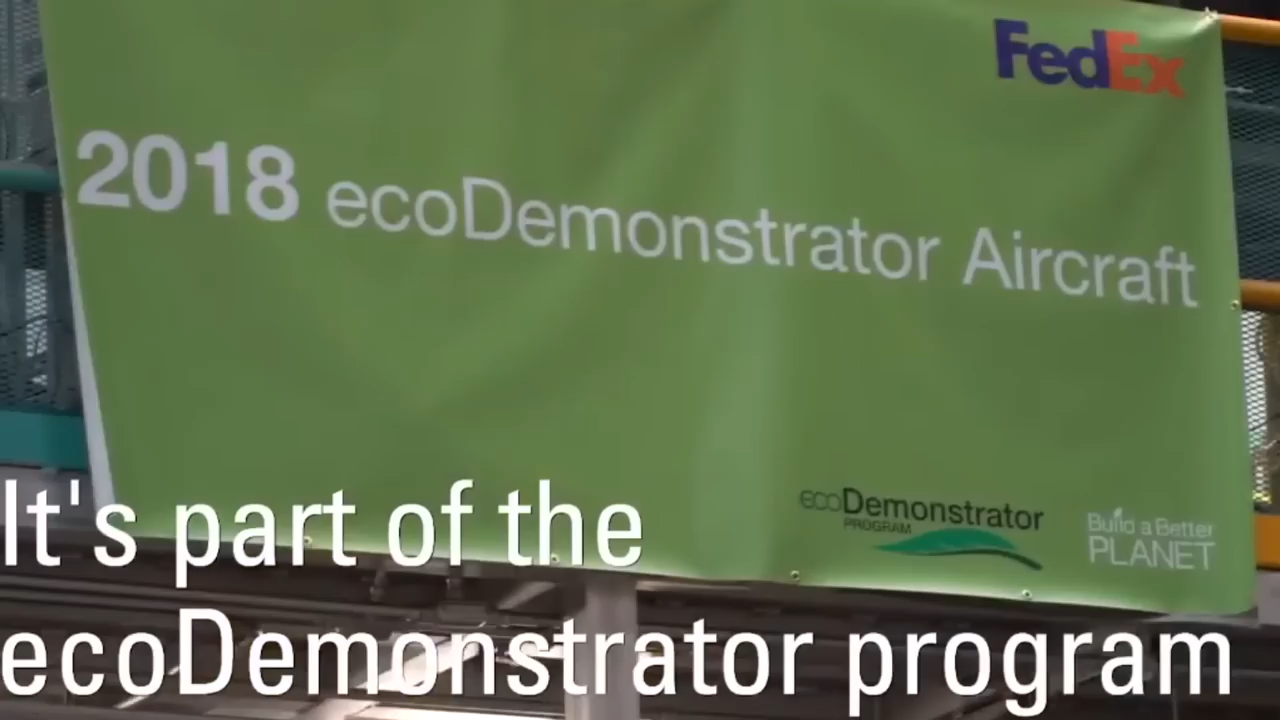 FedEx
2018 ecoDemonstrator Aircraft
ecoDemonstrator
PROGRAM
Build a Better
PLANET
It's part of the
ecoDemonstrator program